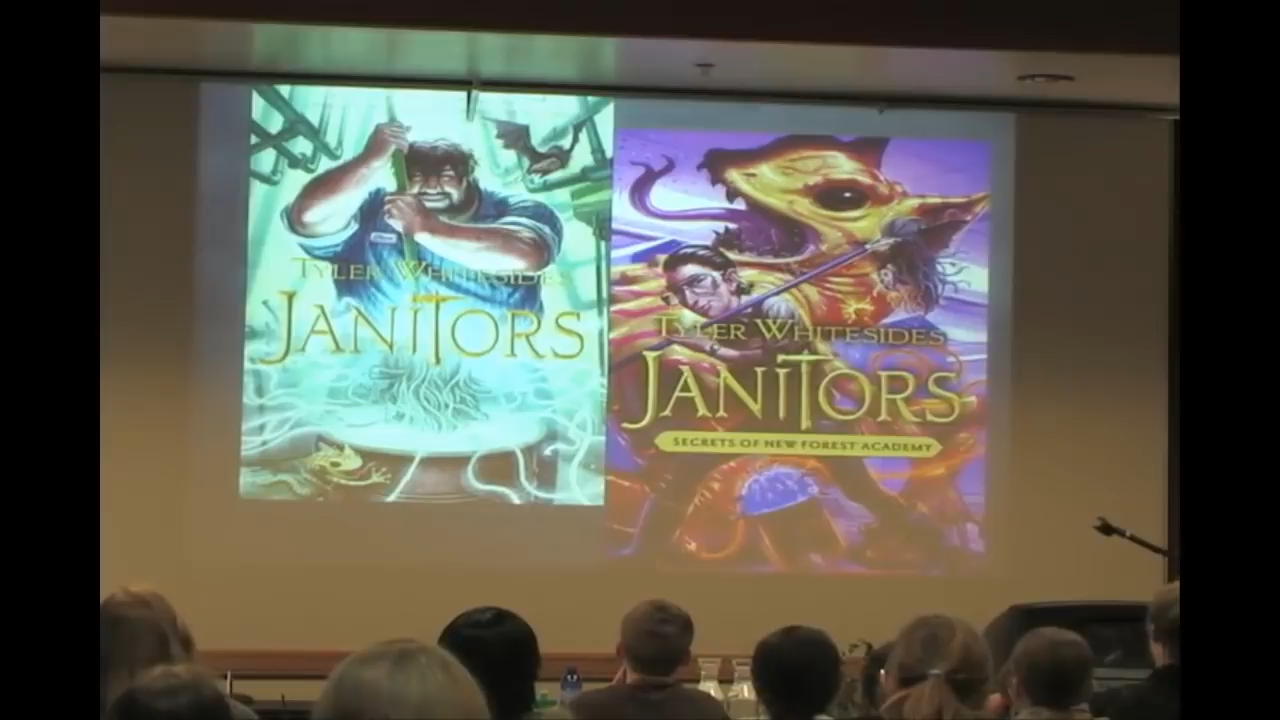 TYLER WHITESIDES
JANITORS
TYLER WHITESIDES
JANITORS
SECRETS OF NEW FOREST ACADEMY